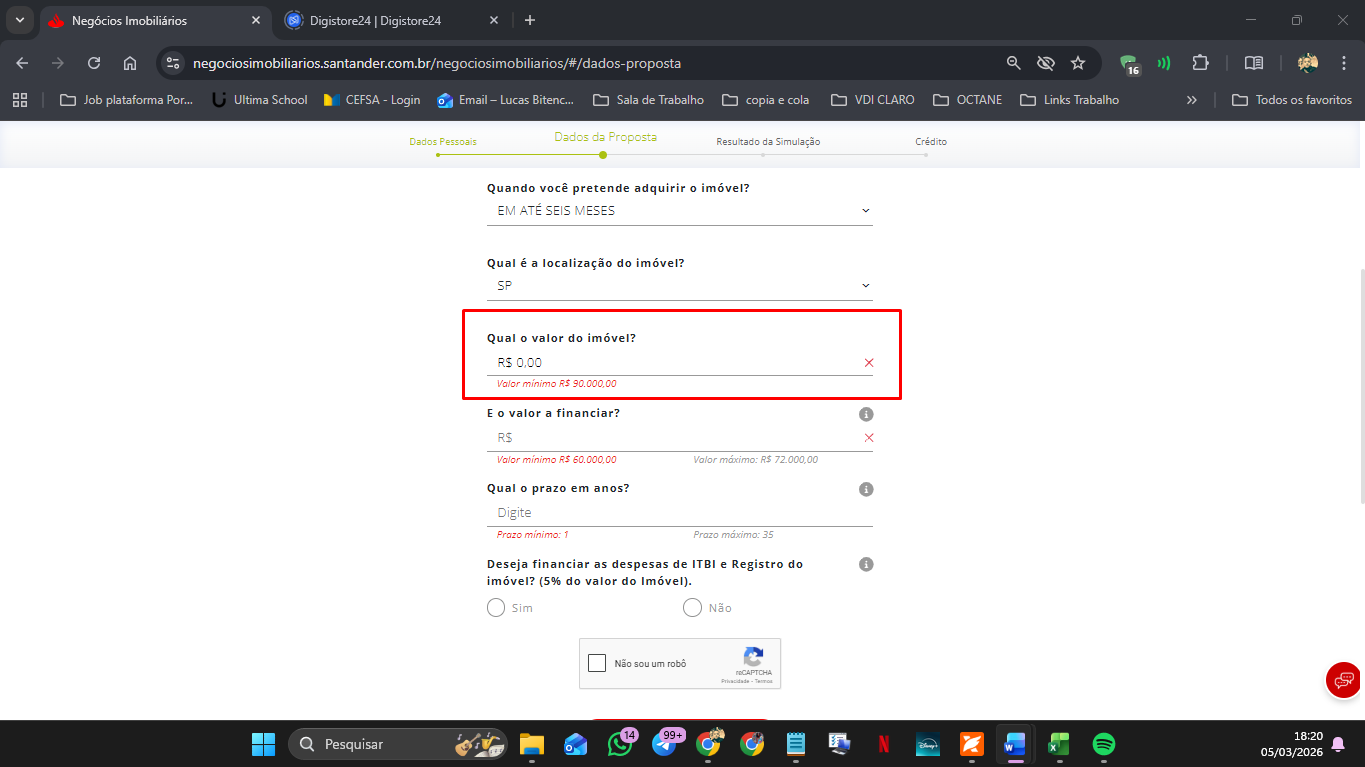 Negócios Imobiliários
Digistore24 | Digistore24
negociosimobiliarios.santander.com.br/negociosimobiliarios/#/dados-proposta
16
Job plataforma Por...
Ultima School
CEFSA - Login
Email – Lucas Bitenc...
Sala de Trabalho
copia e cola
VDI CLARO
OCTANE
Links Trabalho
Todos os favoritos
Dados Pessoais
Dados da Proposta
Resultado da Simulação
Crédito
Quando você pretende adquirir o imóvel?
EM ATÉ SEIS MESES
Qual é a localização do imóvel?
SP
Qual o valor do imóvel?
R$ 0,00
Valor mínimo R$ 90.000,00
E o valor a financiar?
R$
Valor mínimo R$ 60.000,00
Valor máximo: R$ 72.000,00
Qual o prazo em anos?
Digite
Prazo mínimo: 1
Prazo máximo: 35
Deseja financiar as despesas de ITBI e Registro do
imóvel? (5% do valor do Imóvel).
Sim
Não
Não sou um robô
reCAPTCHA
Privacidade - Termos
Pesquisar
14
99+
N
Disney+
W
X
18:20
05/03/2026